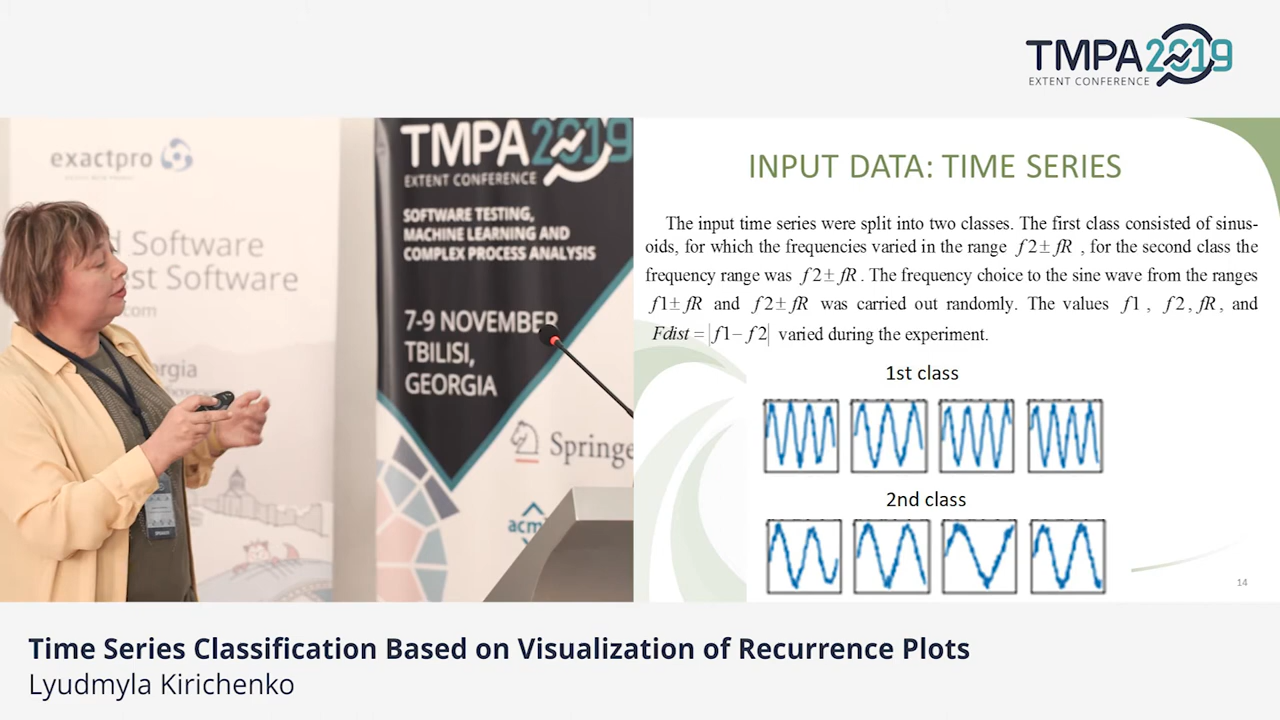 TMPA2019
EXTENT CONFERENCE
exactpro
d Software
est Software
.com
orgia
TMPA2019
EXTENT CONFERENCE
SOFTWARE TESTING,
MACHINE LEARNING AND
COMPLEX PROCESS ANALYSIS
7-9 NOVEMBER
TBILISI,
GEORGIA
Springe
acm
INPUT DATA: TIME SERIES
The input time series were split into two classes. The first class consisted of sinus-
oids, for which the frequencies varied in the range f2± fR , for the second class the
frequency range was f2± fR . The frequency choice to the sine wave from the ranges
f1± fR and f2± fR was carried out randomly. The values f1 , f2, fR, and
Fdist =|f1– f2| varied during the experiment.
1st class
2nd class
14
Time Series Classification Based on Visualization of Recurrence Plots
Lyudmyla Kirichenko